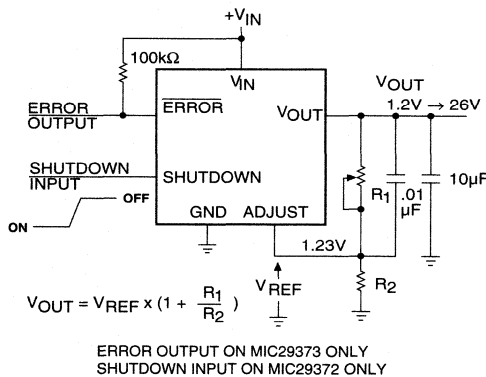 +VIN
100kΩ
VIN
VOUT
ERROR
OUTPUT
ERROR
VOUT
1.2V → 26V
SHUTDOWN
INPUT
SHUTDOWN
OFF
ON
GND
ADJUST
R1
.01
µF
10µF
1.23V
VREF
R2
VOUT = VREF x (1 + R1/R2 )
ERROR OUTPUT ON MIC29373 ONLY
SHUTDOWN INPUT ON MIC29372 ONLY